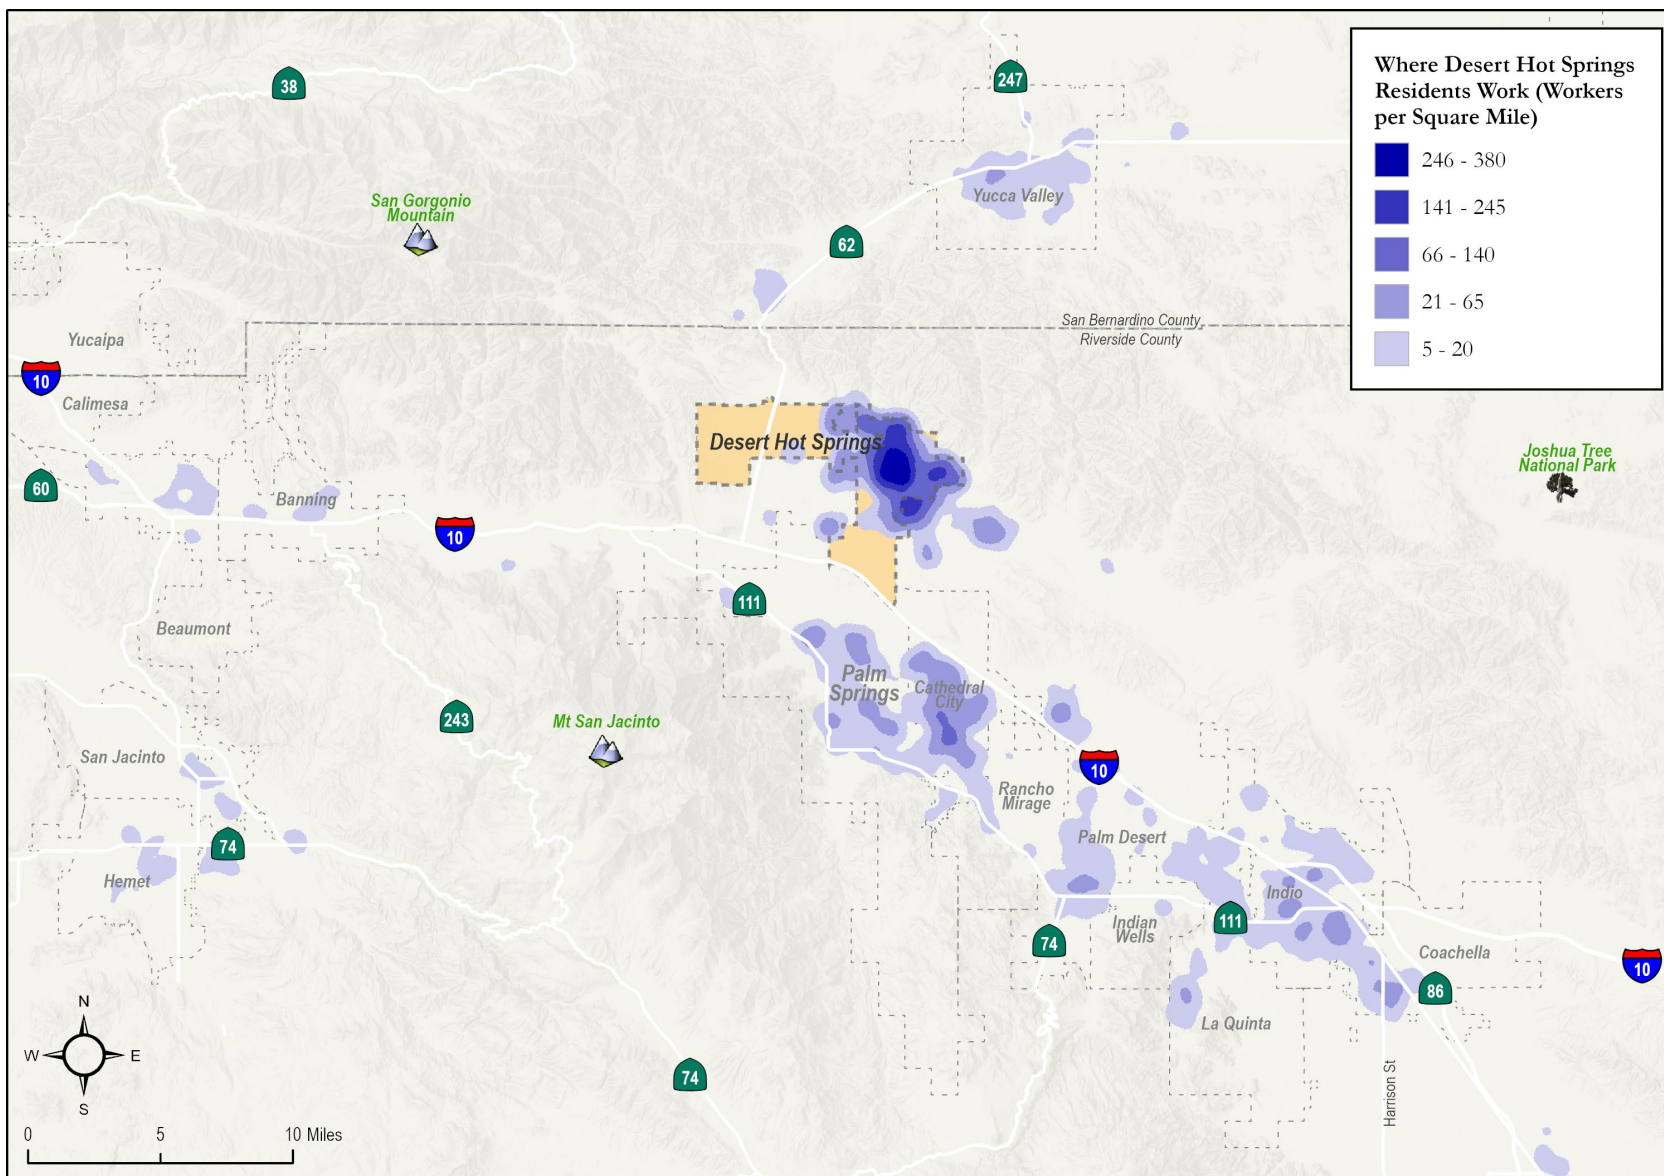 Where Desert Hot Springs
Residents Work (Workers
per Square Mile)
246 - 380
141 - 245
66 - 140
21 - 65
5 - 20
38
247
San Gorgonio
Mountain
Yucca Valley
62
San Bernardino County
Riverside County
Yucaipa
10
Calimesa
Desert Hot Springs
Joshua Tree
National Park
60
Banning
10
111
Beaumont
Palm
Springs
Cathedral
City
243
Mt San Jacinto
San Jacinto
10
Rancho
Mirage
Palm Desert
74
Hemet
Indio
111
Indian
Wells
74
Coachella
10
86
La Quinta
N
W
E
S
74
Harrison St
0
5
10 Miles